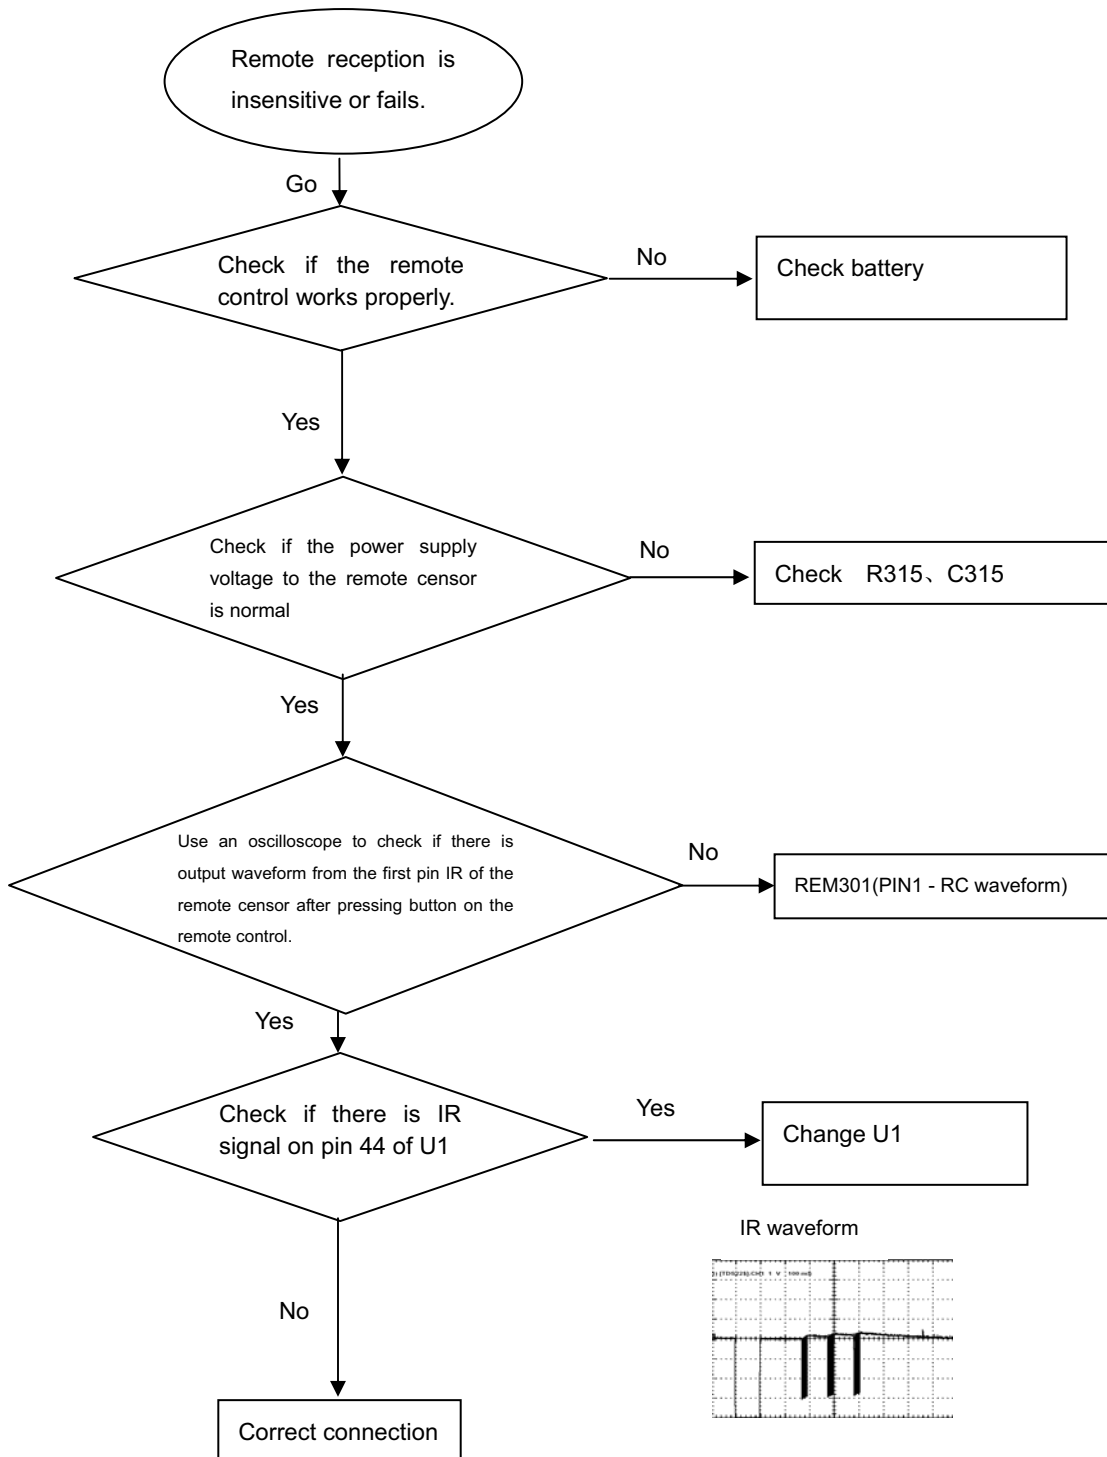 Remote reception is
insensitive or fails.
Go
Check if the remote
control works properly.
No
Check battery
Yes
Check if the power supply
voltage to the remote censor
is normal
No
Check R315、C315
Yes
Use an oscilloscope to check if there is
output waveform from the first pin IR of the
remote censor after pressing button on the
remote control.
No
REM301(PIN1 - RC waveform)
Yes
Check if there is IR
signal on pin 44 of U1
Yes
Change U1
IR waveform
No
Correct connection